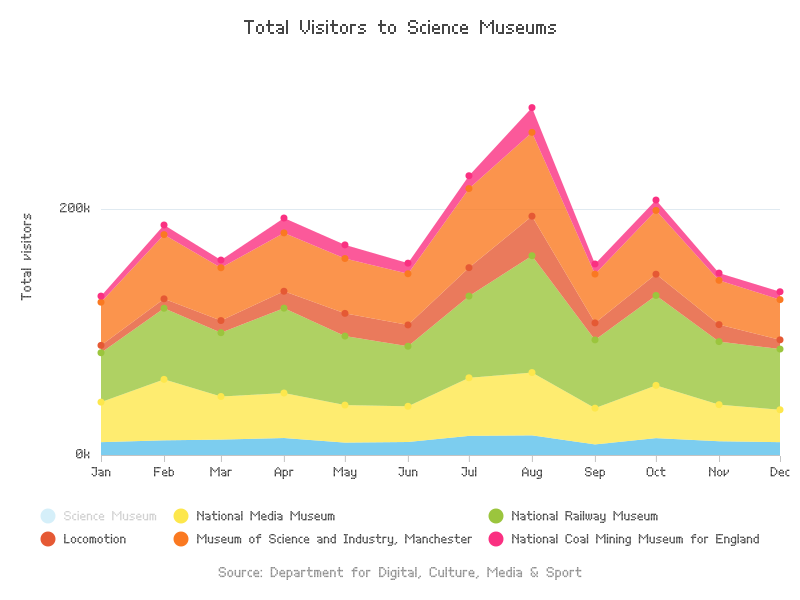 Total Visitors to Science Museums
Total visitors
200k
0k
Jan Feb Mar Apr May Jun Jul Aug Sep Oct Nov Dec
Science Museum National Media Museum National Railway Museum
Locomotion Museum of Science and Industry, Manchester National Coal Mining Museum for England
Source: Department for Digital, Culture, Media & Sport